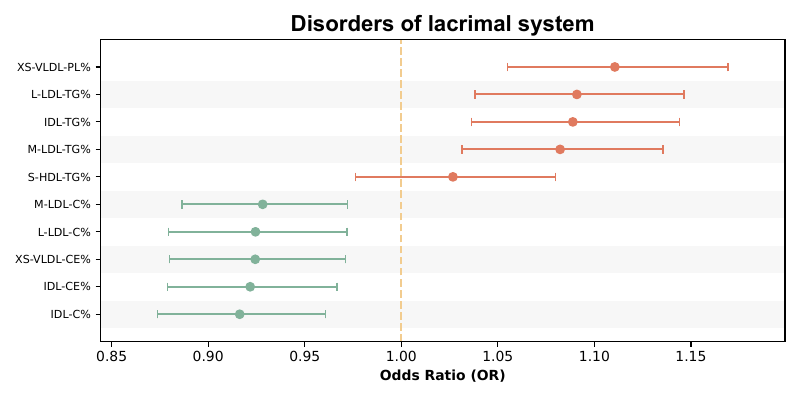 Disorders of lacrimal system
XS-VLDL-PL%
L-LDL-TG%
IDL-TG%
M-LDL-TG%
S-HDL-TG%
M-LDL-C%
L-LDL-C%
XS-VLDL-CE%
IDL-CE%
IDL-C%
0.85 0.90 0.95 1.00 1.05 1.10 1.15
Odds Ratio (OR)